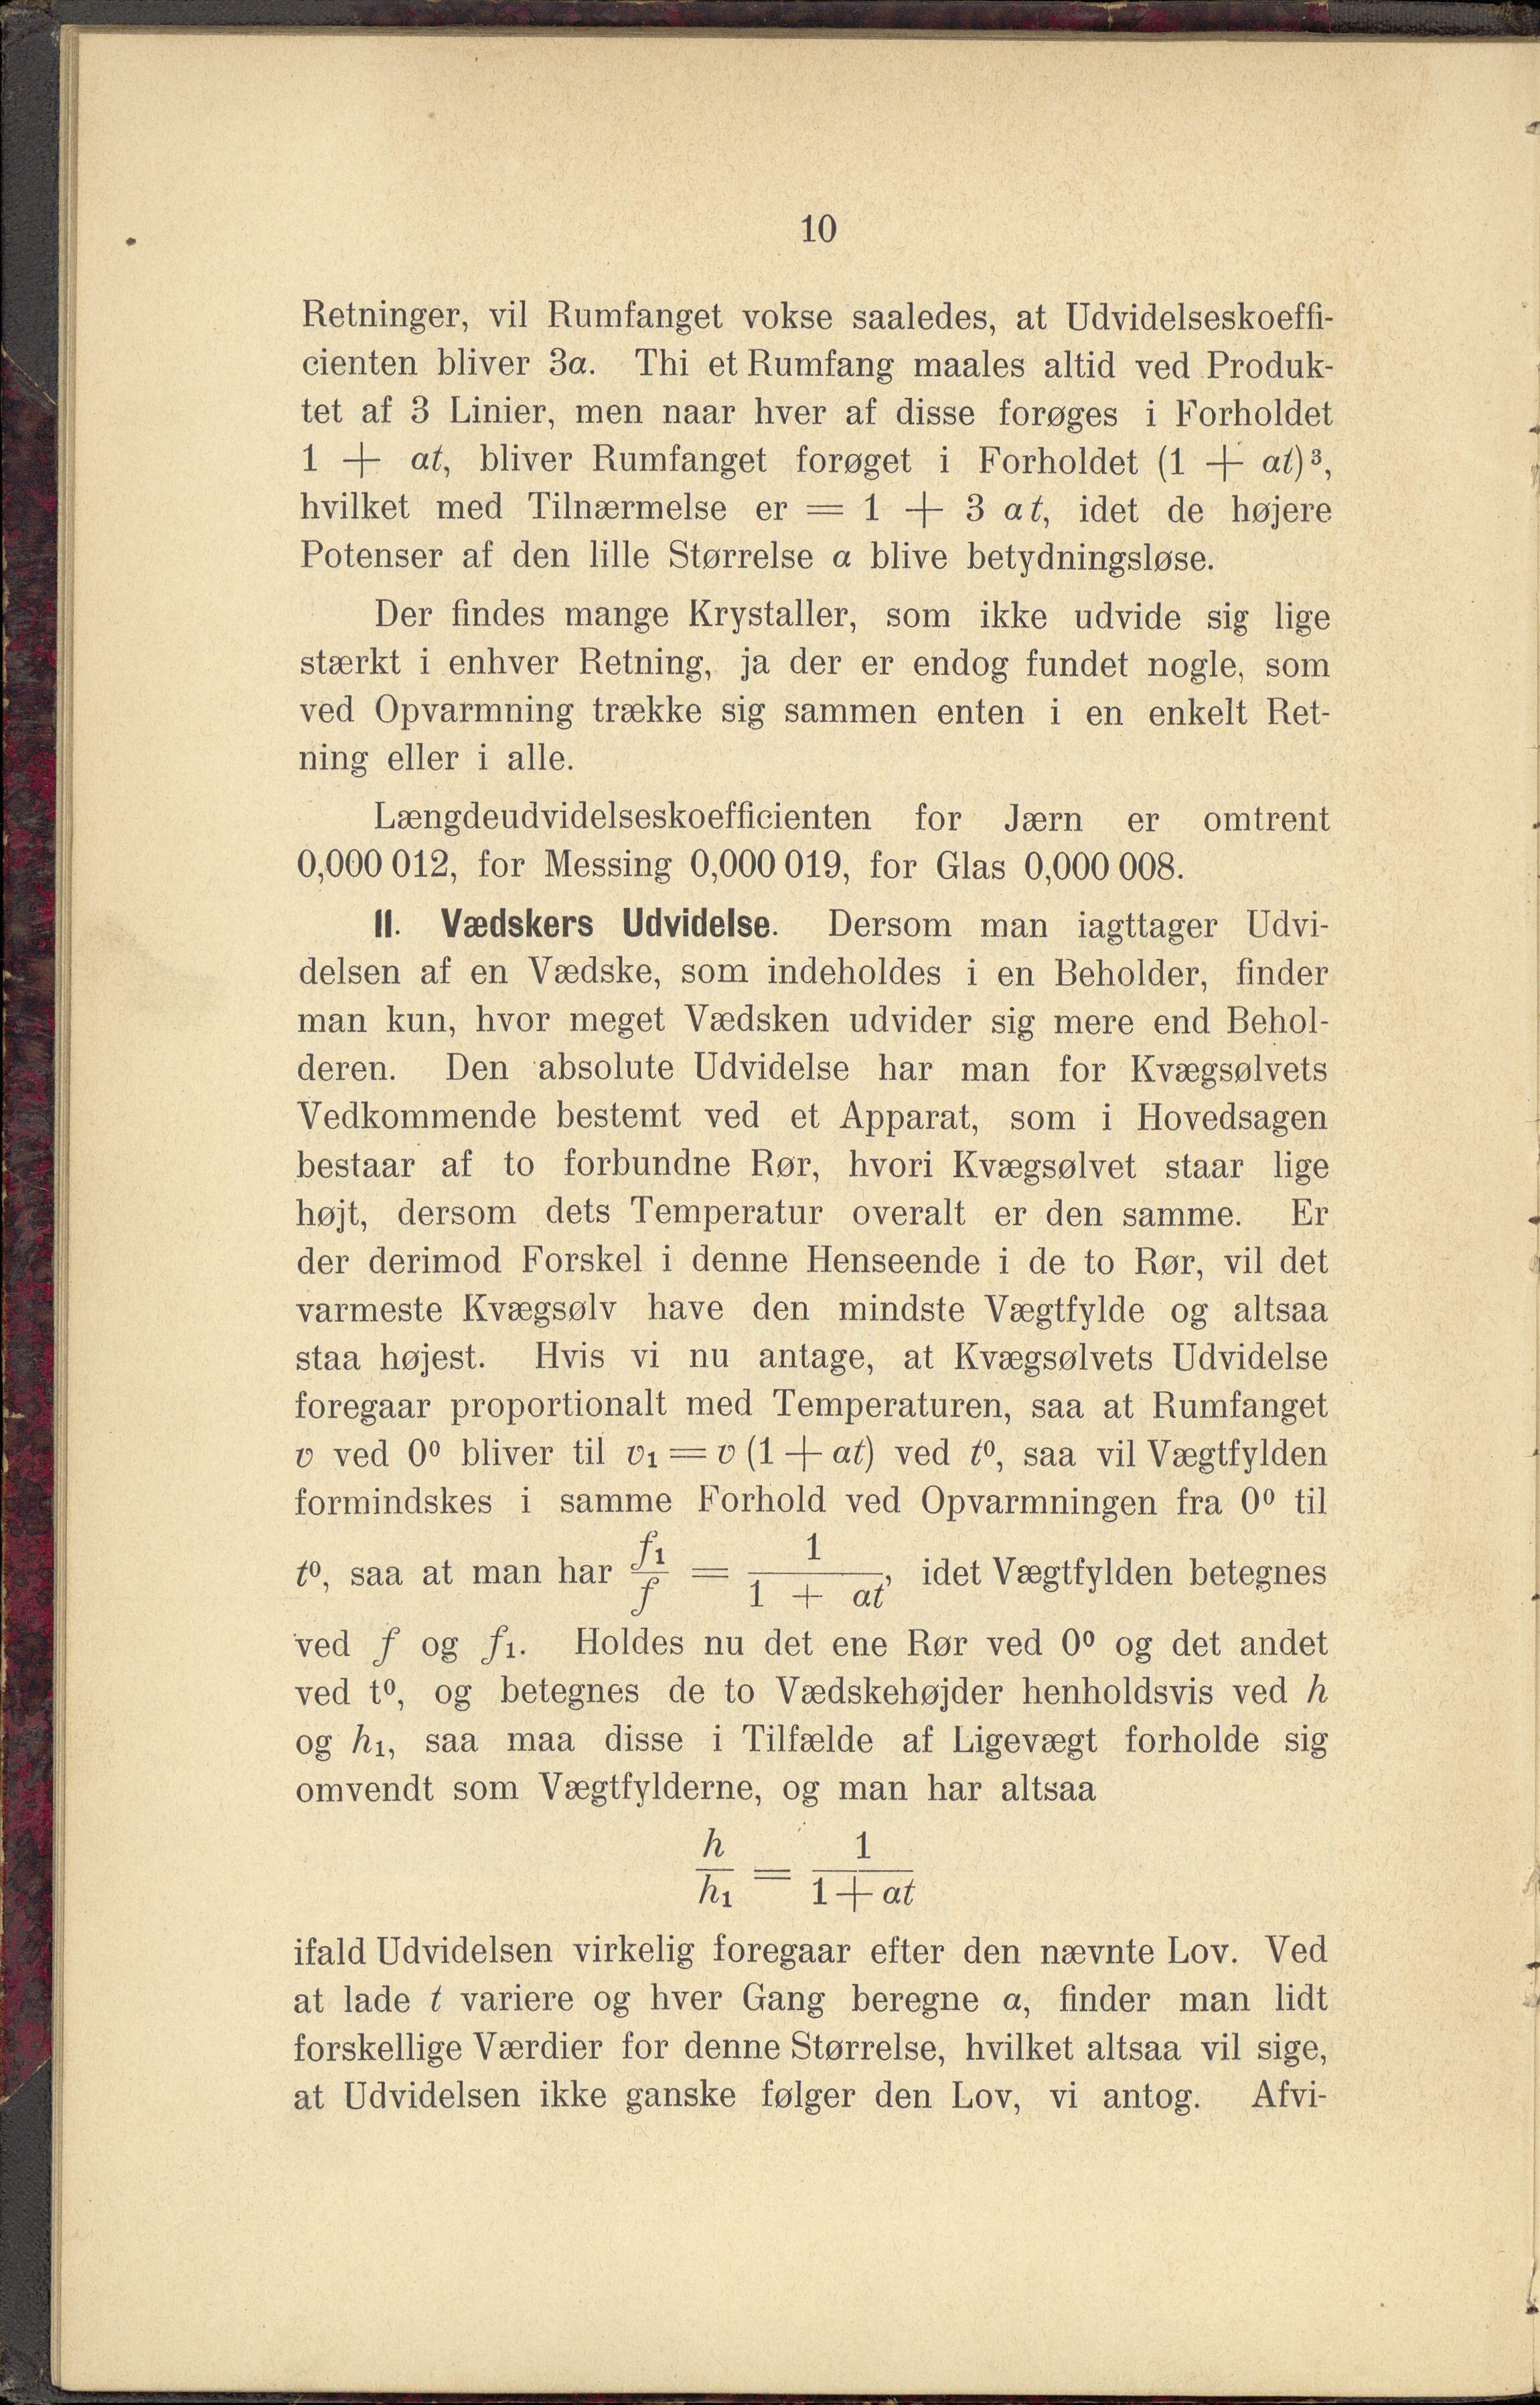 10
Retninger, vil Rumfanget vokse saaledes, at Udvidelseskoeffi-
cienten bliver 3a. Thi et Rumfang maales altid ved Produk-
tet af 3 Linier, men naar hver af disse forøges i Forholdet
1 + at, bliver Rumfanget forøget i Forholdet (1 + at)³,
hvilket med Tilnærmelse er = 1 + 3 at, idet de højere
Potenser af den lille Størrelse a blive betydningsløse.
Der findes mange Krystaller, som ikke udvide sig lige
stærkt i enhver Retning, ja der er endog fundet nogle, som
ved Opvarmning trække sig sammen enten i en enkelt Ret-
ning eller i alle.
Længdeudvidelseskoefficienten for Jærn er omtrent
0,000 012, for Messing 0,000 019, for Glas 0,000 008.
11. Vædskers Udvidelse. Dersom man iagttager Udvi-
delsen af en Vædske, som indeholdes i en Beholder, finder
man kun, hvor meget Vædsken udvider sig mere end Behol-
deren. Den absolute Udvidelse har man for Kvægsølvets
Vedkommende bestemt ved et Apparat, som i Hovedsagen
bestaar af to forbundne Rør, hvori Kvægsølvet staar lige
højt, dersom dets Temperatur overalt er den samme. Er
der derimod Forskel i denne Henseende i de to Rør, vil det
varmeste Kvægsølv have den mindste Vægtfylde og altsaa
staa højest. Hvis vi nu antage, at Kvægsølvets Udvidelse
foregaar proportionalt med Temperaturen, saa at Rumfanget
v ved 0⁰ bliver til v₁ = v (1 + at) ved t⁰, saa vil Vægtfylden
formindskes i samme Forhold ved Opvarmningen fra 0⁰ til
t⁰, saa at man har f₁/f = 1/(1 + at), idet Vægtfylden betegnes
ved f og f₁. Holdes nu det ene Rør ved 0⁰ og det andet
ved t⁰, og betegnes de to Vædskehøjder henholdsvis ved h
og h₁, saa maa disse i Tilfælde af Ligevægt forholde sig
omvendt som Vægtfylderne, og man har altsaa
h/h₁ = 1/(1 + at)
ifald Udvidelsen virkelig foregaar efter den nævnte Lov. Ved
at lade t variere og hver Gang beregne a, finder man lidt
forskellige Værdier for denne Størrelse, hvilket altsaa vil sige,
at Udvidelsen ikke ganske følger den Lov, vi antog. Afvi-